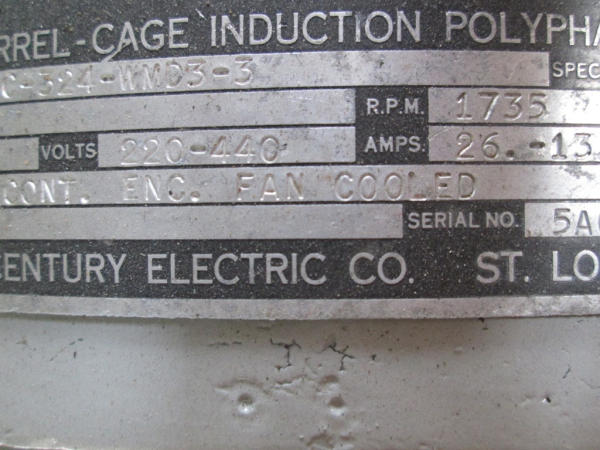 RREL-CAGE INDUCTION POLYPHA
C-324-WMD3-3 SPEC
R.P.M. 1735
VOLTS 220-440 AMPS. 26.-13.
CONT. ENC. FAN COOLED
SERIAL NO. 5A
CENTURY ELECTRIC CO. ST. LO